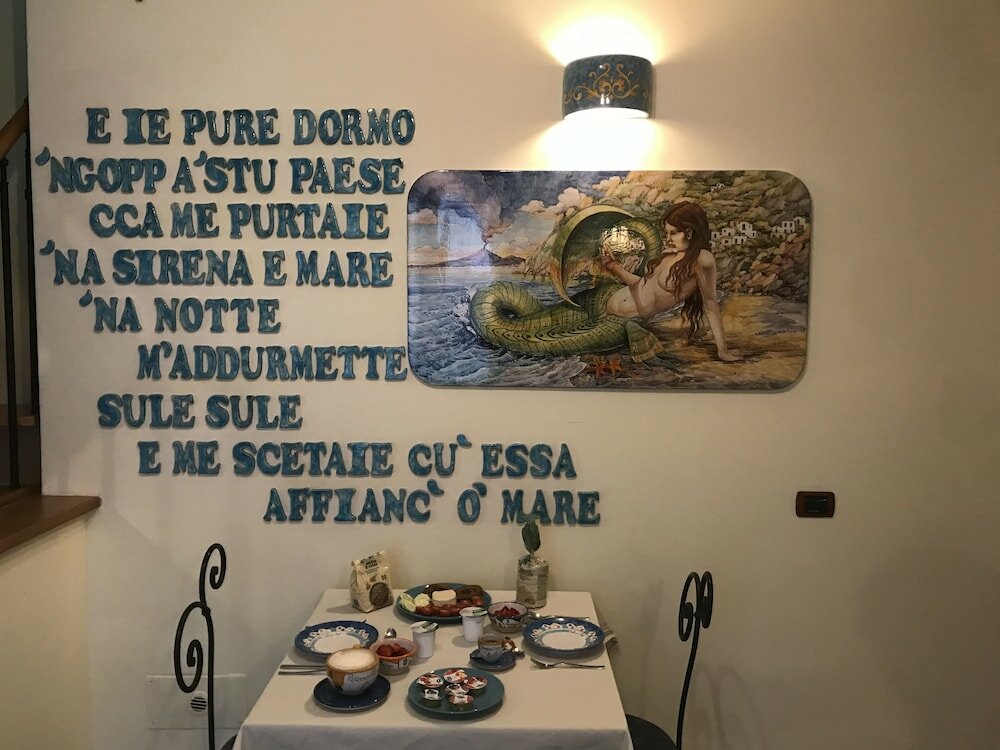 E IE PURE DORMO
'NGOPP A'STU PAESE
CCA ME PURTAIE
'NA SIRENA E MARE
'NA NOTTE
M'ADDURMETTE
SULE SULE
E ME SCETAIE CU' ESSA
AFFIANC' O' MARE